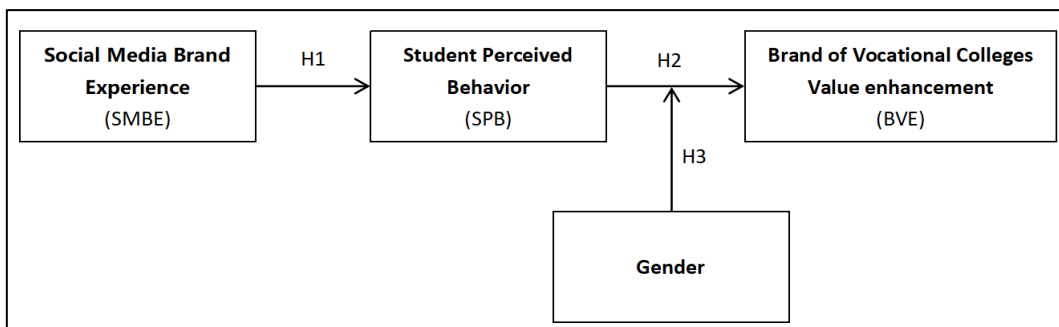 Social Media Brand
Experience
(SMBE)
H1
Student Perceived
Behavior
(SPB)
H2
Brand of Vocational Colleges
Value enhancement
(BVE)
H3
Gender